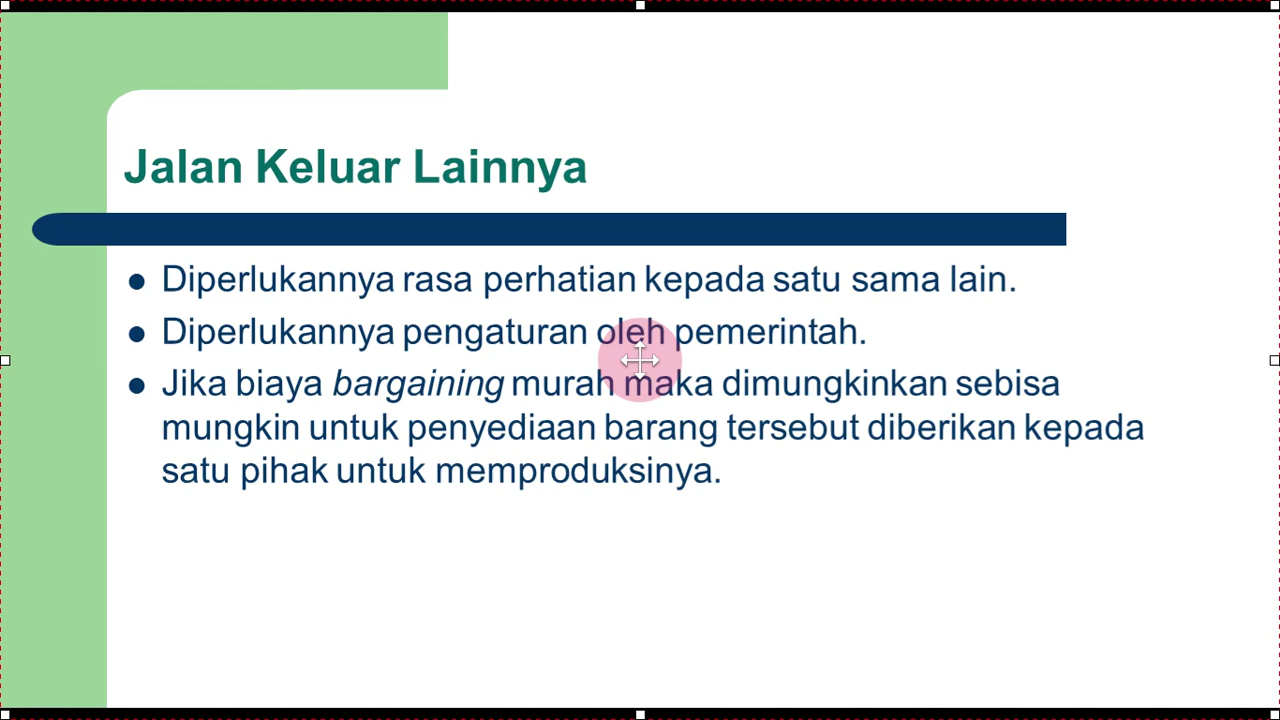 Jalan Keluar Lainnya
Diperlukannya rasa perhatian kepada satu sama lain.
Diperlukannya pengaturan oleh pemerintah.
Jika biaya bargaining murah maka dimungkinkan sebisa
mungkin untuk penyediaan barang tersebut diberikan kepada
satu pihak untuk memproduksinya.